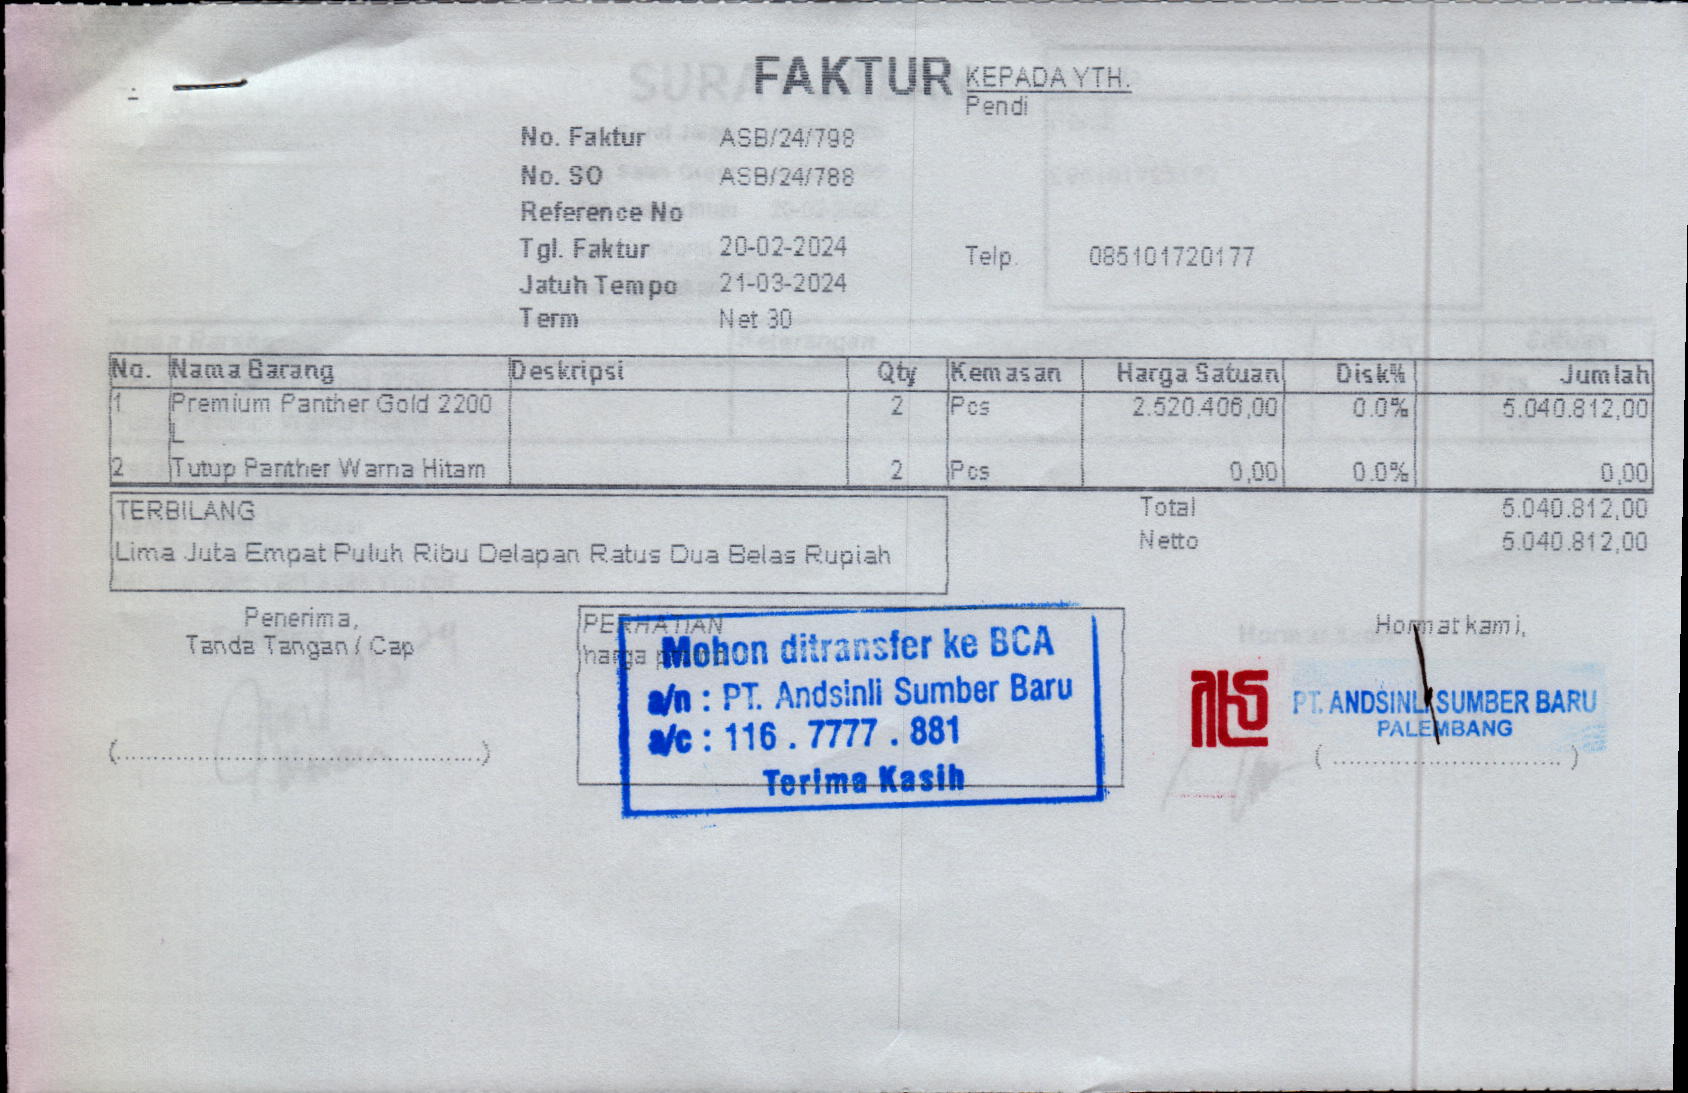 FAKTUR
KEPADA YTH.
Pendi
No. Faktur ASB/24/798
No. SO ASB/24/788
Reference No
Tgl. Faktur 20-02-2024
Telp. 085101720177
Jatuh Tempo 21-03-2024
Term Net 30
No. Nama Barang Deskripsi Qty Kemasan Harga Satuan Disk% Jumlah
1 Premium Panther Gold 2200 2 Pcs 2.520.406,00 0.0% 5.040.812,00
L
2 Tutup Panther Warna Hitam 2 Pcs 0,00 0.0% 0,00
TERBILANG
Lima Juta Empat Puluh Ribu Delapan Ratus Dua Belas Rupiah
Total 5.040.812,00
Netto 5.040.812,00
Penerima,
Tanda Tangan / Cap
(............................................)
PERHATIAN
harga
Mohon ditransfer ke BCA
a/n : PT. Andsinli Sumber Baru
a/c : 116 . 7777 . 881
Terima Kasih
Hormat kami,
PT. ANDSINLI SUMBER BARU
PALEMBANG
(............................)